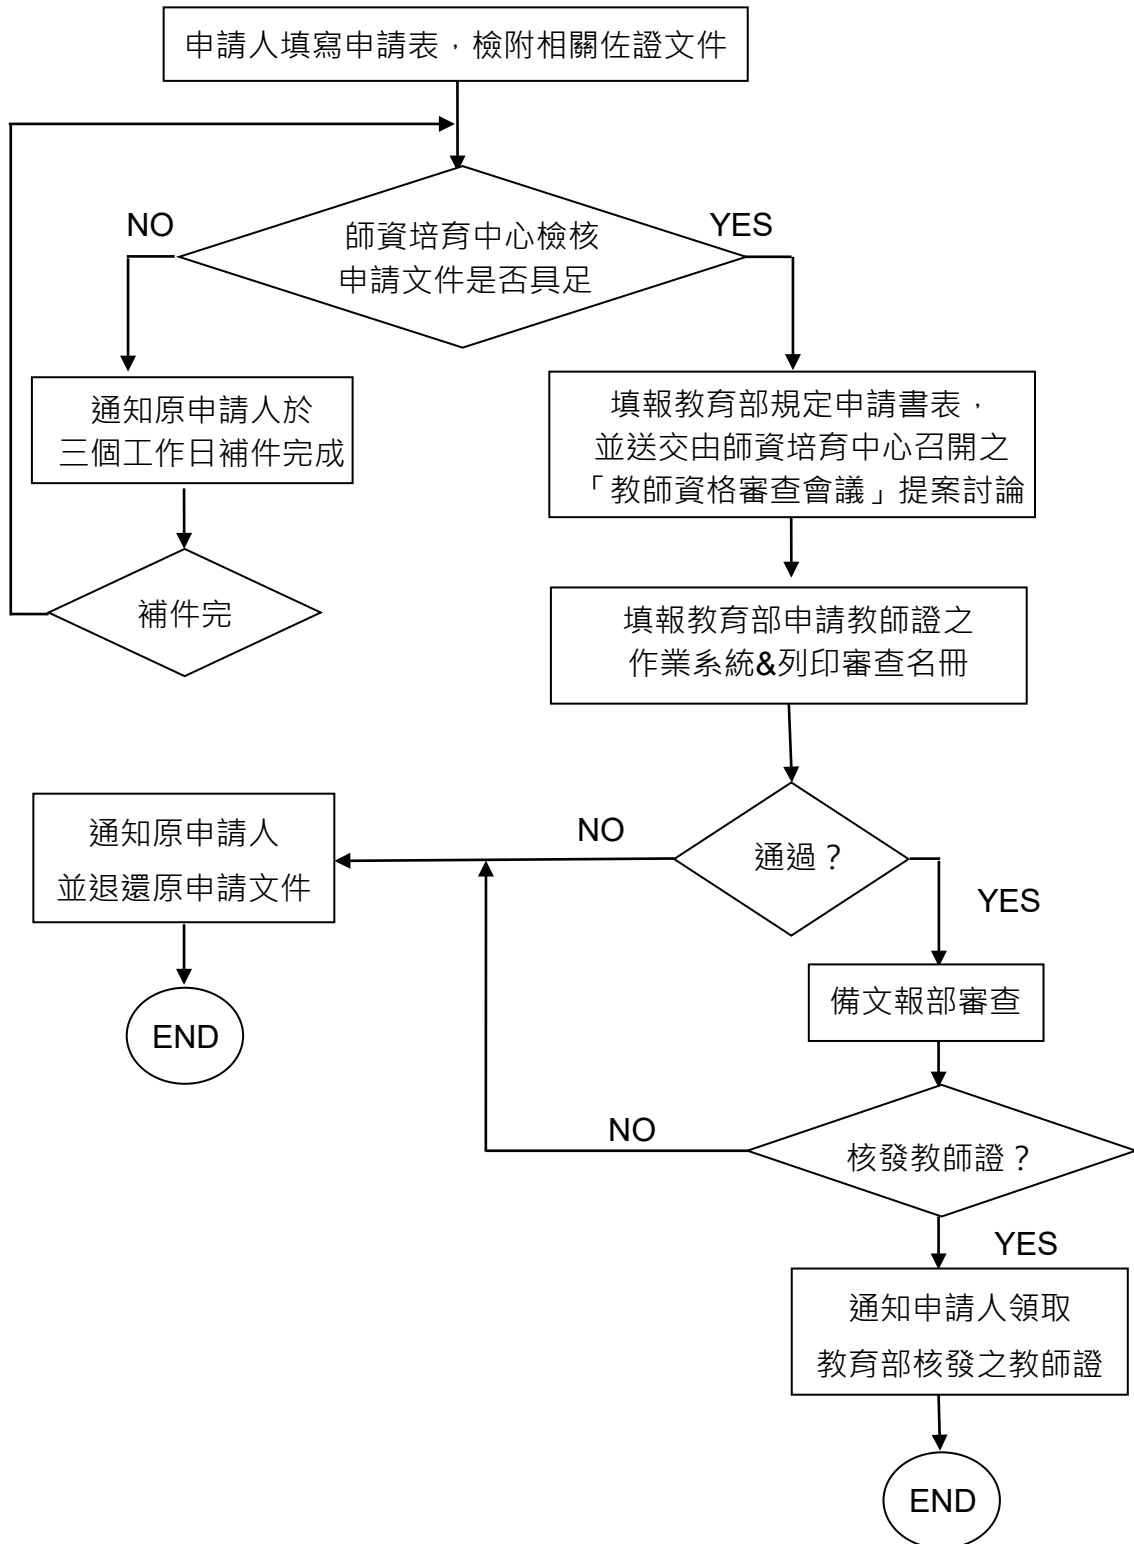 申請人填寫申請表，檢附相關佐證文件
NO
YES
師資培育中心檢核
申請文件是否具足
通知原申請人於
三個工作日補件完成
補件完
填報教育部規定申請書表，
並送交由師資培育中心召開之
「教師資格審查會議」提案討論
填報教育部申請教師證之
作業系統&列印審查名冊
通過？
NO
YES
通知原申請人
並退還原申請文件
END
備文報部審查
核發教師證？
NO
YES
通知申請人領取
教育部核發之教師證
END